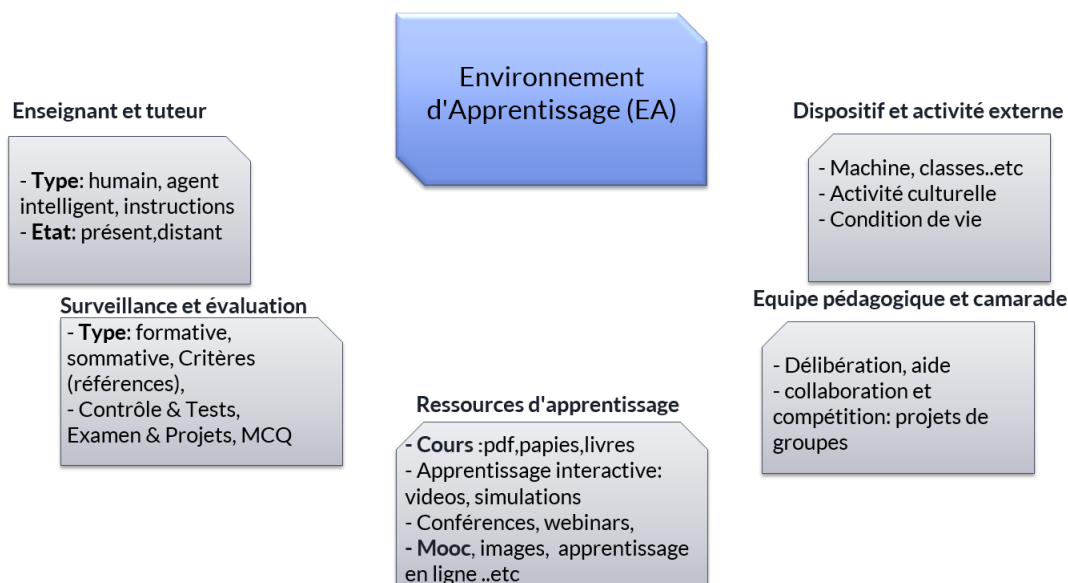 Environnement
d'Apprentissage (EA)
Enseignant et tuteur
- Type: humain, agent
intelligent, instructions
- Etat: présent,distant
Surveillance et évaluation
- Type: formative,
sommative, Critères
(références),
- Contrôle & Tests,
Examen & Projets, MCQ
Ressources d'apprentissage
- Cours :pdf,papies,livres
- Apprentissage interactive:
videos, simulations
- Conférences, webinars,
- Mooc, images, apprentissage
en ligne ..etc
Dispositif et activité externe
- Machine, classes..etc
- Activité culturelle
- Condition de vie
Equipe pédagogique et camarade
- Délibération, aide
- collaboration et
compétition: projets de
groupes